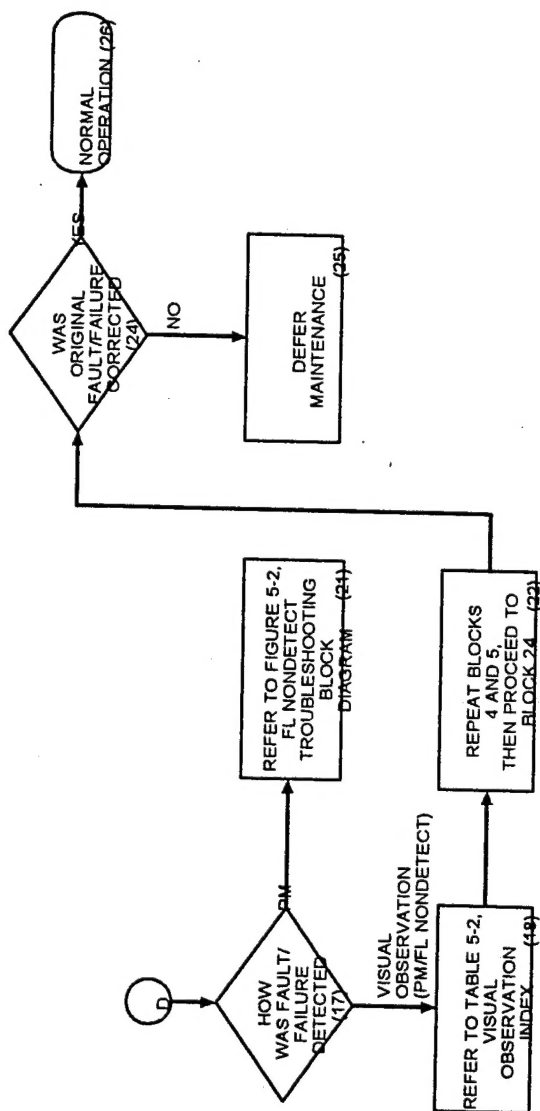 D
HOW
WAS FAULT/
FAILURE
DETECTED
(17)
PM
REFER TO FIGURE 5-2,
FL NONDETECT
TROUBLESHOOTING
BLOCK
DIAGRAM
(21)
VISUAL
OBSERVATION
(PM/FL NONDETECT)
REFER TO TABLE 5-2,
VISUAL
OBSERVATION
INDEX
(18)
REPEAT BLOCKS
4 AND 5,
THEN PROCEED TO
BLOCK 24
(22)
WAS
ORIGINAL
FAULT/FAILURE
CORRECTED
(24)
YES
NORMAL
OPERATION (26)
NO
DEFER
MAINTENANCE
(25)